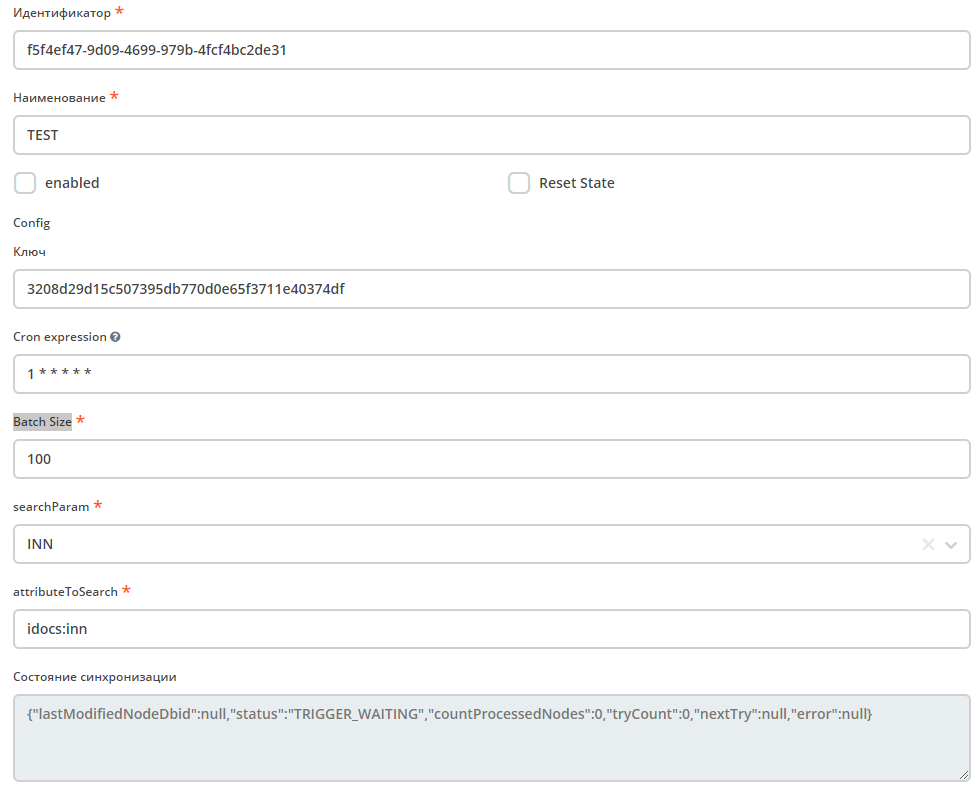 Идентификатор *
f5f4ef47-9d09-4699-979b-4fcf4bc2de31
Наименование *
TEST
enabled
Reset State
Config
Ключ
3208d29d15c507395db770d0e65f3711e40374df
Cron expression ?
1 * * * * *
Batch Size *
100
searchParam *
INN
attributeToSearch *
idocs:inn
Состояние синхронизации
{"lastModifiedNodeDbid":null,"status":"TRIGGER_WAITING","countProcessedNodes":0,"tryCount":0,"nextTry":null,"error":null}